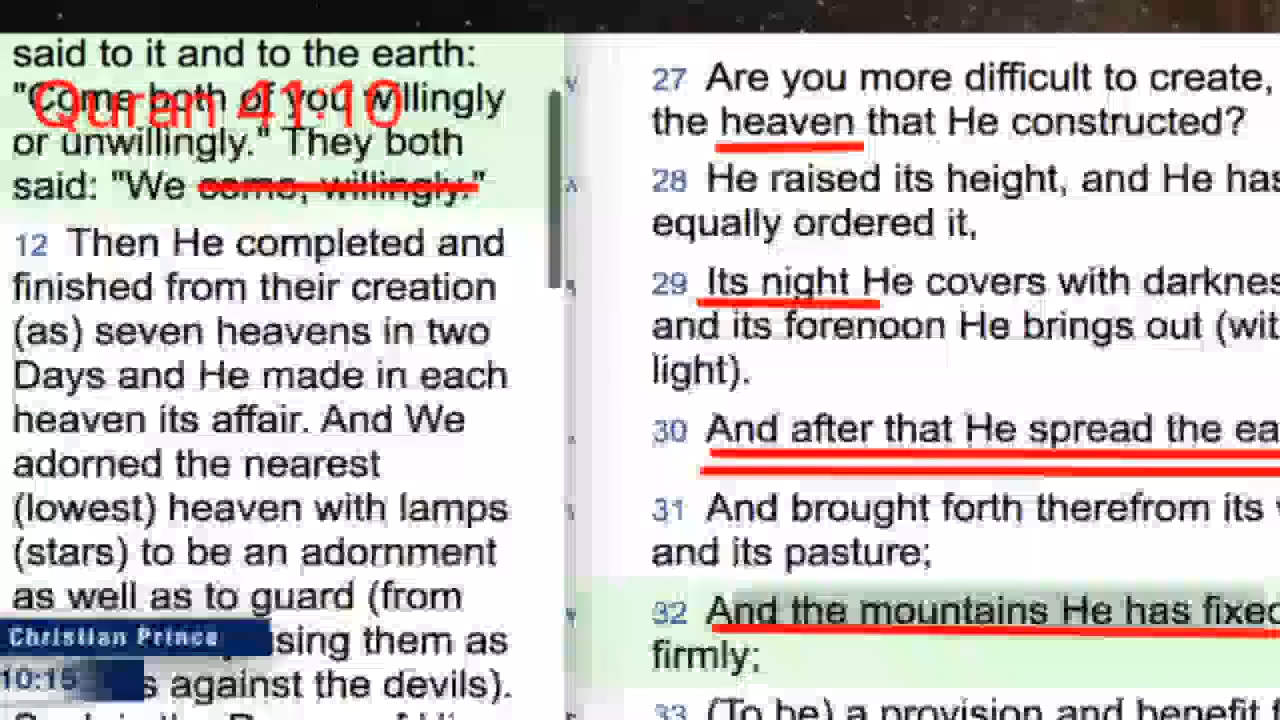 said to it and to the earth:
"Come both of you willingly
Quran 41:10
or unwillingly." They both
said: "We come, willingly."
12 Then He completed and
finished from their creation
(as) seven heavens in two
Days and He made in each
heaven its affair. And We
adorned the nearest
(lowest) heaven with lamps
(stars) to be an adornment
as well as to guard (from
Christian Prince
them as
10:15
against the devils).
27 Are you more difficult to create,
the heaven that He constructed?
28 He raised its height, and He has
equally ordered it,
29 Its night He covers with darknes
and its forenoon He brings out (wit
light).
30 And after that He spread the ea
31 And brought forth therefrom its
and its pasture;
32 And the mountains He has fixed
firmly;
33 (To be) a provision and benefit